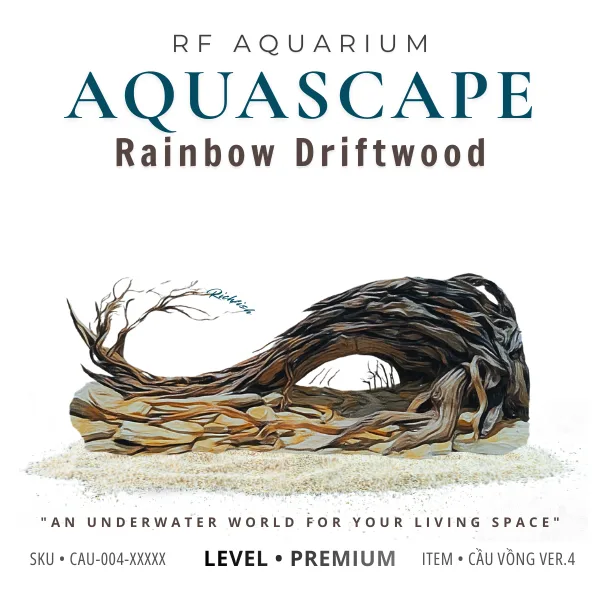 RF AQUARIUM
AQUASCAPE
Rainbow Driftwood
RichFish
"AN UNDERWATER WORLD FOR YOUR LIVING SPACE"
SKU • CAU-004-XXXXX LEVEL • PREMIUM ITEM • CẦU VỒNG VER.4